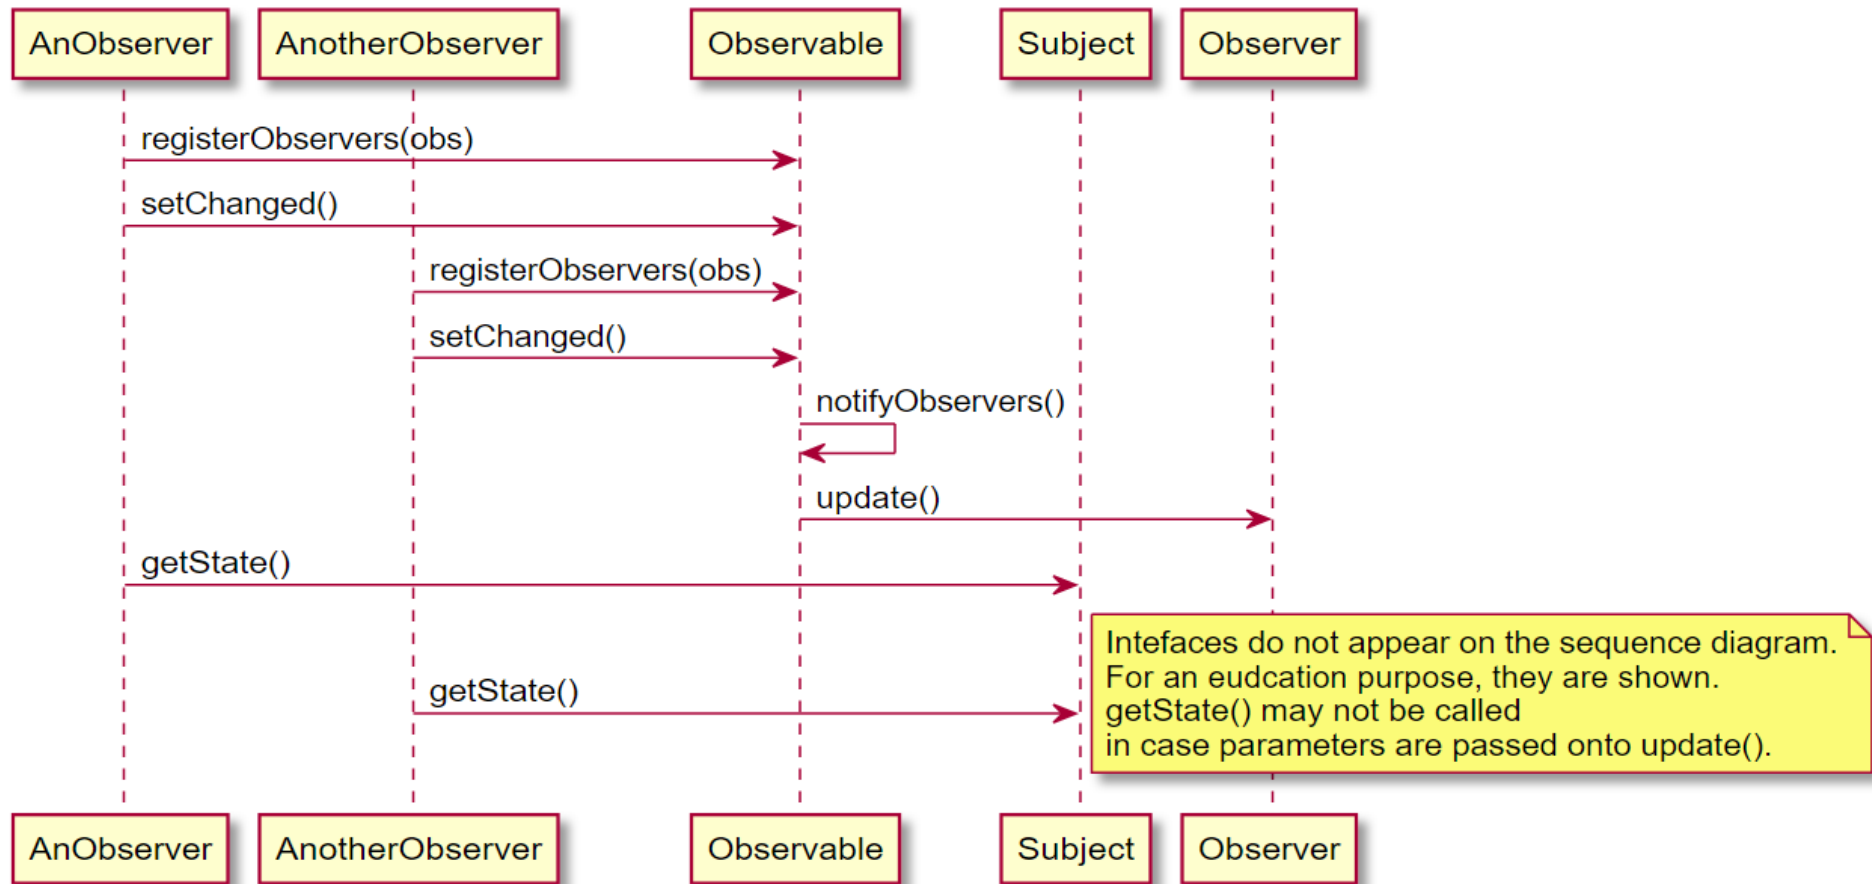 AnObserver AnotherObserver Observable Subject Observer
registerObservers(obs)
setChanged()
registerObservers(obs)
setChanged()
notifyObservers()
update()
getState()
Intefaces do not appear on the sequence diagram.
For an eudcation purpose, they are shown.
getState() may not be called
in case parameters are passed onto update().
getState()
AnObserver AnotherObserver Observable Subject Observer